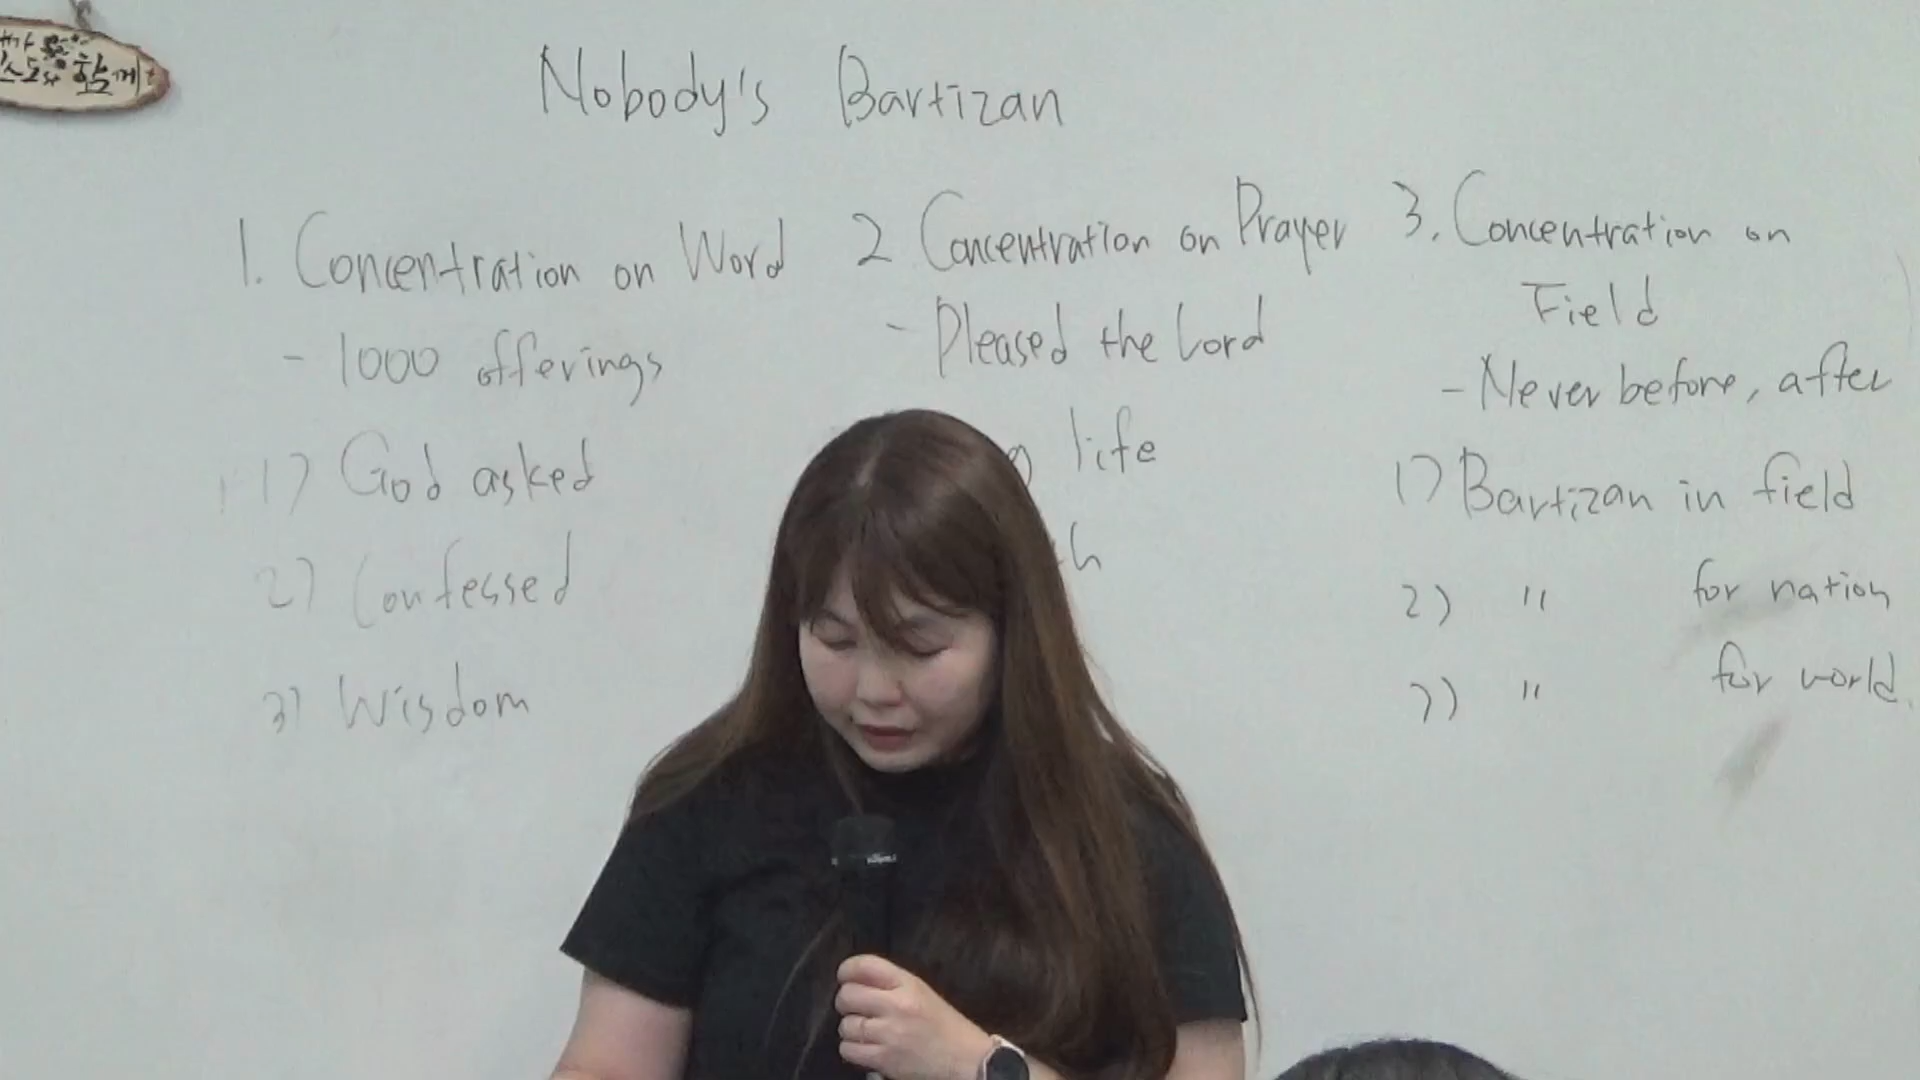 함께
Nobody's Bartizan
1. Concentration on Word
- 1000 offerings
1) God asked
2) Confessed
3) Wisdom
2 Concentration on Prayer
- Pleased the Lord
life
3. Concentration on
Field
- Never before, after
1) Bartizan in field
2) " for nation
3) " for world.